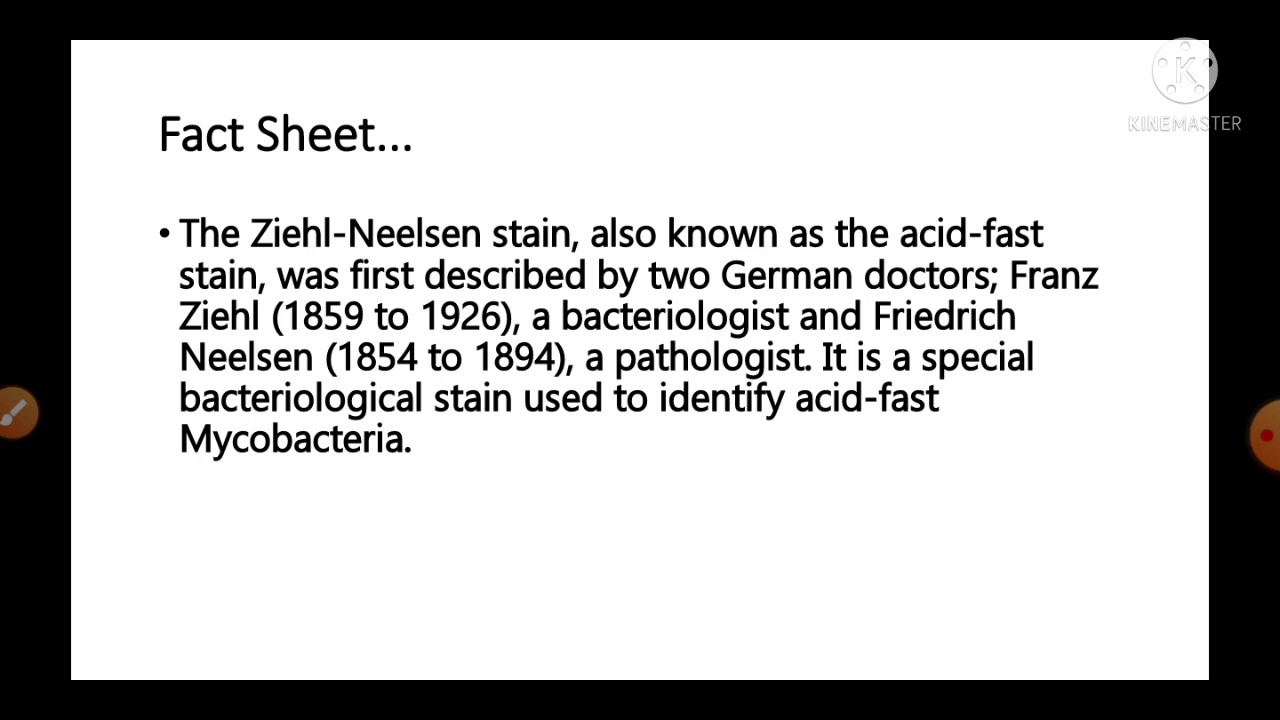 KINEMASTER
Fact Sheet...
• The Ziehl-Neelsen stain, also known as the acid-fast
stain, was first described by two German doctors; Franz
Ziehl (1859 to 1926), a bacteriologist and Friedrich
Neelsen (1854 to 1894), a pathologist. It is a special
bacteriological stain used to identify acid-fast
Mycobacteria.